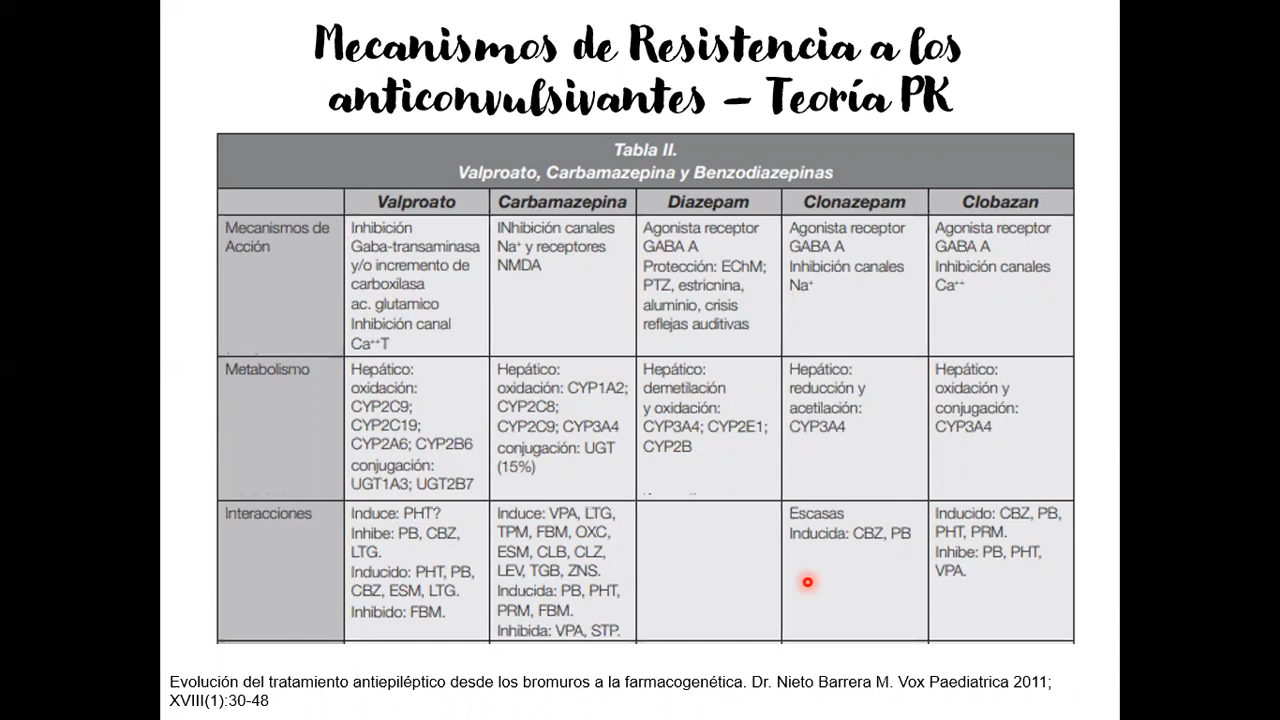 Mecanismos de Resistencia a los
anticonvulsivantes – Teoría PK
Tabla II.
Valproato, Carbamazepina y Benzodiazepinas
Valproato
Carbamazepina
Diazepam
Clonazepam
Clobazan
Mecanismos de
Acción
Inhibición
Gaba-transaminasa
y/o incremento de
carboxilasa
ac. glutamico
Inhibición canal
Ca⁺⁺T
INhibición canales
Na⁺ y receptores
NMDA
Agonista receptor
GABA A
Protección: EChM;
PTZ, estricnina,
aluminio, crisis
reflejas auditivas
Agonista receptor
GABA A
Inhibición canales
Na⁺
Agonista receptor
GABA A
Inhibición canales
Ca⁺⁺
Metabolismo
Hepático:
oxidación:
CYP2C9;
CYP2C19;
CYP2A6; CYP2B6
conjugación:
UGT1A3; UGT2B7
Hepático:
oxidación: CYP1A2;
CYP2C8;
CYP2C9; CYP3A4
conjugación: UGT
(15%)
Hepático:
demetilación
y oxidación:
CYP3A4; CYP2E1;
CYP2B
Hepático:
reducción y
acetilación:
CYP3A4
Hepático:
oxidación y
conjugación:
CYP3A4
Interacciones
Induce: PHT?
Inhibe: PB, CBZ,
LTG.
Inducido: PHT, PB,
CBZ, ESM, LTG.
Inhibido: FBM.
Induce: VPA, LTG,
TPM, FBM, OXC,
ESM, CLB, CLZ,
LEV, TGB, ZNS.
Inducida: PB, PHT,
PRM, FBM.
Inhibida: VPA, STP.
Escasas
Inducida: CBZ, PB
Inducido: CBZ, PB,
PHT, PRM.
Inhibe: PB, PHT,
VPA.
Evolución del tratamiento antiepiléptico desde los bromuros a la farmacogenética. Dr. Nieto Barrera M. Vox Paediatrica 2011;
XVIII(1):30-48